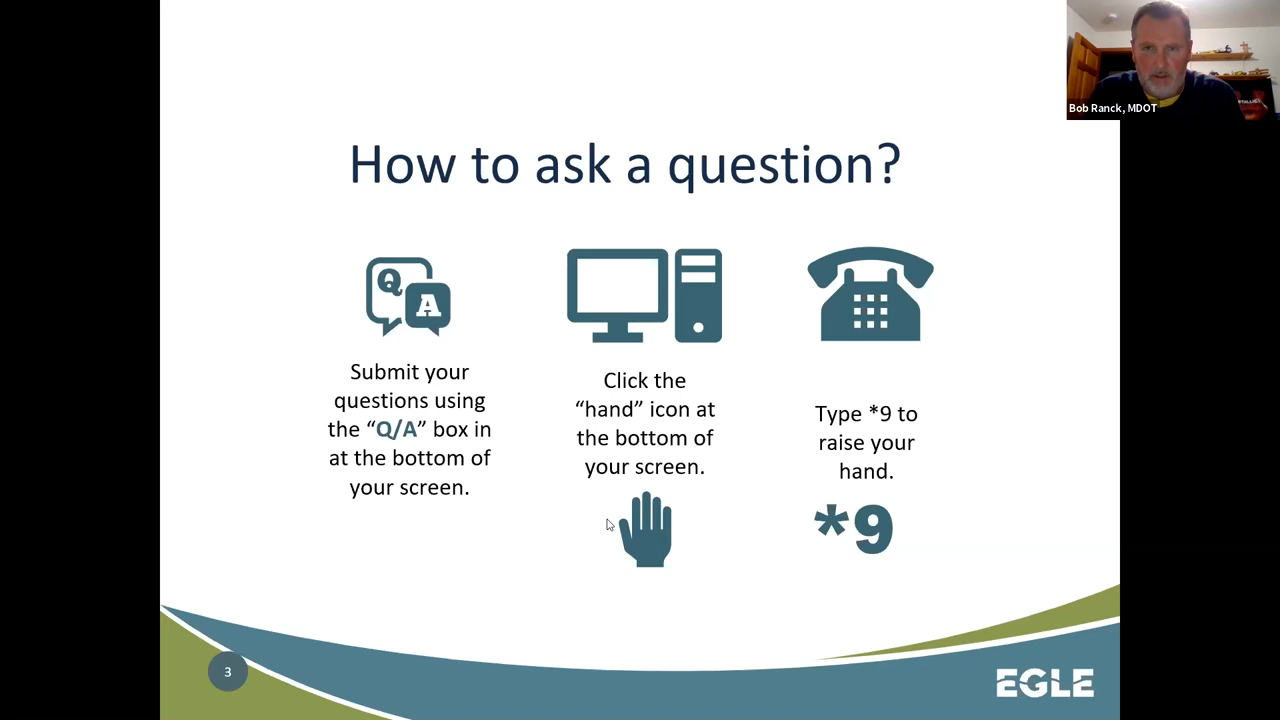 Bob Ranck, MDOT
How to ask a question?
Q
A
Submit your
questions using
the “Q/A” box in
at the bottom of
your screen.
Click the
“hand” icon at
the bottom of
your screen.
Type *9 to
raise your
hand.
*9
3
EGLE